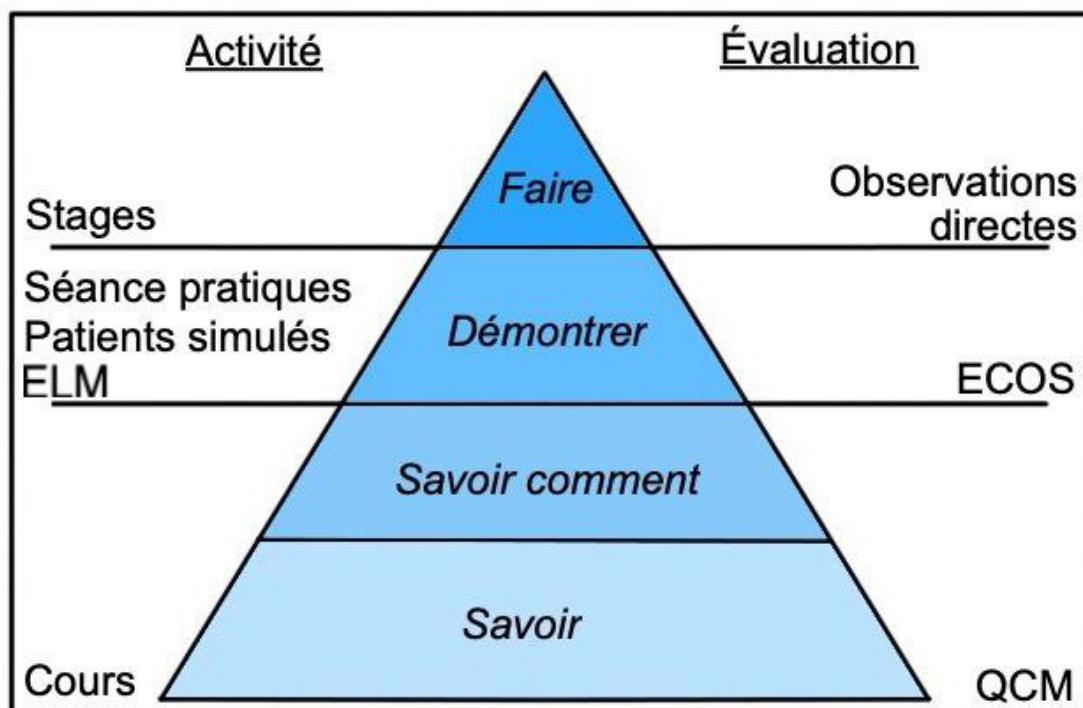 Activité
Évaluation
Faire
Observations
directes
Stages
Séance pratiques
Patients simulés
ELM
Démontrer
ECOS
Savoir comment
Savoir
Cours
QCM